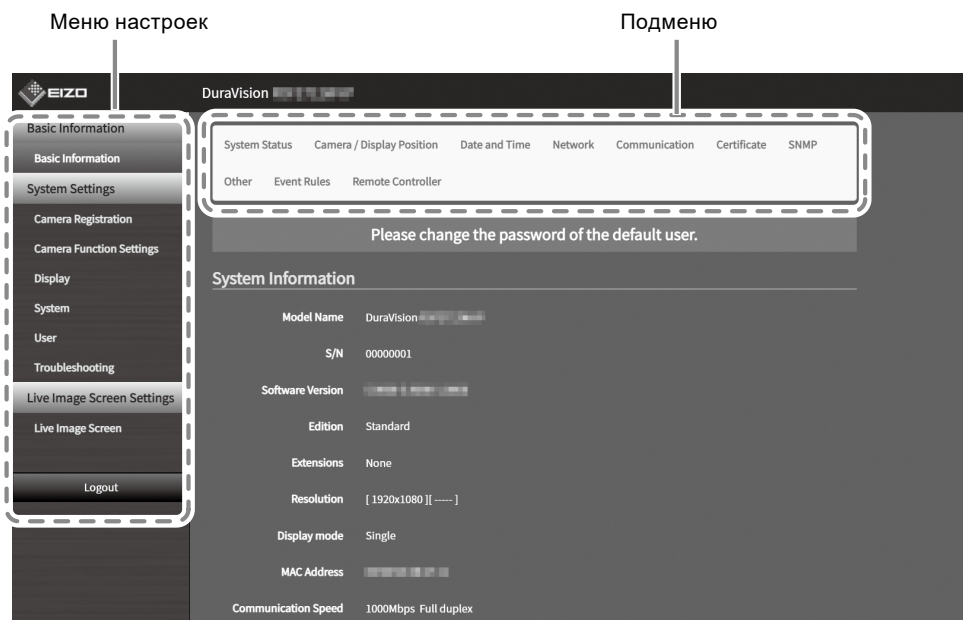 Меню настроек
Подменю
EIZO
DuraVision
Basic Information
Basic Information
System Settings
Camera Registration
Camera Function Settings
Display
System
User
Troubleshooting
Live Image Screen Settings
Live Image Screen
Logout
System Status Camera / Display Position Date and Time Network Communication Certificate SNMP
Other Event Rules Remote Controller
Please change the password of the default user.
System Information
Model Name DuraVision
S/N 00000001
Software Version
Edition Standard
Extensions None
Resolution [ 1920x1080 ][ ----- ]
Display mode Single
MAC Address
Communication Speed 1000Mbps Full duplex